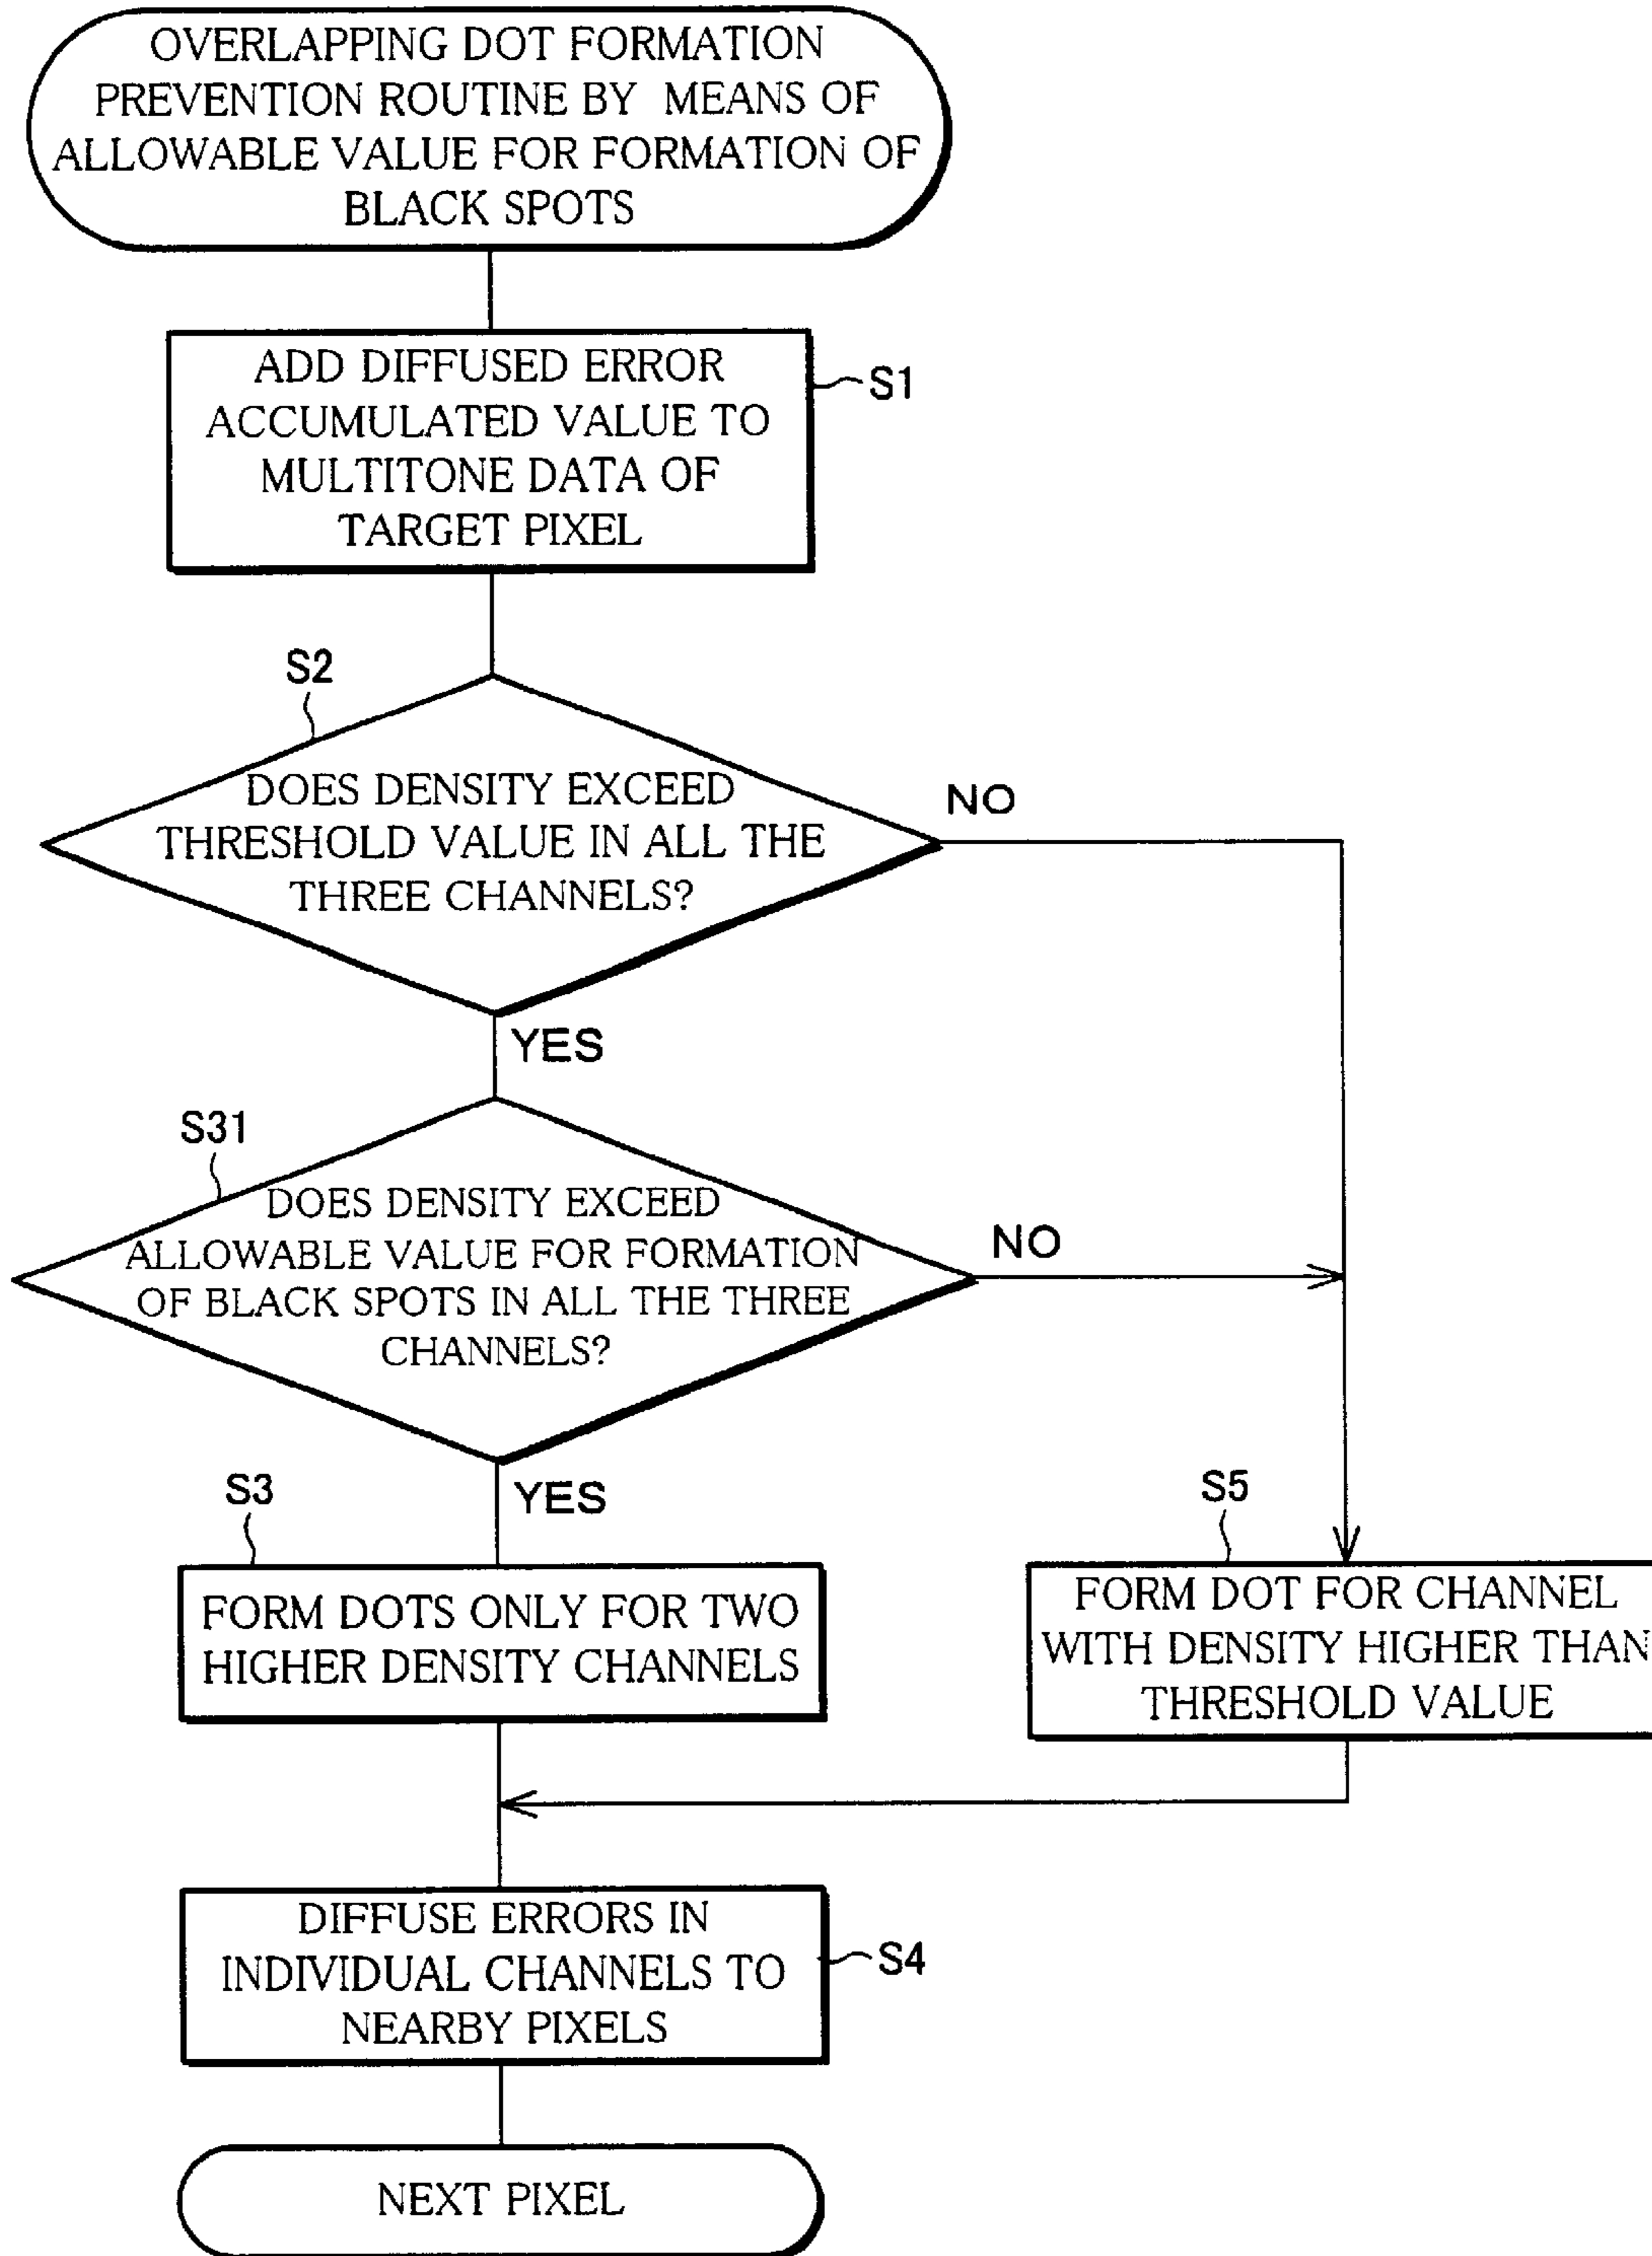 OVERLAPPING DOT FORMATION
PREVENTION ROUTINE BY MEANS OF
ALLOWABLE VALUE FOR FORMATION OF
BLACK SPOTS
ADD DIFFUSED ERROR
ACCUMULATED VALUE TO
MULTITONE DATA OF
TARGET PIXEL
S1
S2
DOES DENSITY EXCEED
THRESHOLD VALUE IN ALL THE
THREE CHANNELS?
NO
YES
S31
DOES DENSITY EXCEED
ALLOWABLE VALUE FOR FORMATION
OF BLACK SPOTS IN ALL THE THREE
CHANNELS?
NO
YES
S3
FORM DOTS ONLY FOR TWO
HIGHER DENSITY CHANNELS
S5
FORM DOT FOR CHANNEL
WITH DENSITY HIGHER THAN
THRESHOLD VALUE
DIFFUSE ERRORS IN
INDIVIDUAL CHANNELS TO
NEARBY PIXELS
S4
NEXT PIXEL